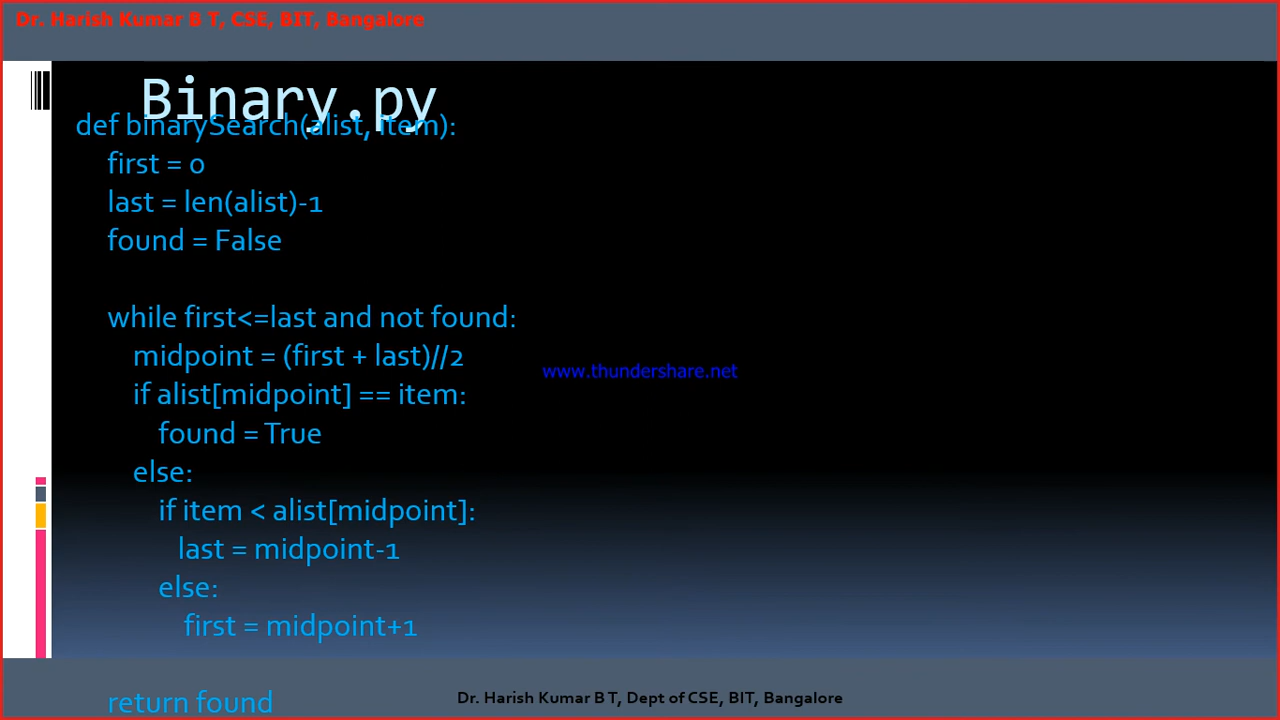 Dr. Harish Kumar B T, CSE, BIT, Bangalore
Binary.py
def binarySearch(alist, item):
first = 0
last = len(alist)-1
found = False
while first<=last and not found:
midpoint = (first + last)//2
www.thundershare.net
if alist[midpoint] == item:
found = True
else:
if item < alist[midpoint]:
last = midpoint-1
else:
first = midpoint+1
return found
Dr. Harish Kumar B T, Dept of CSE, BIT, Bangalore